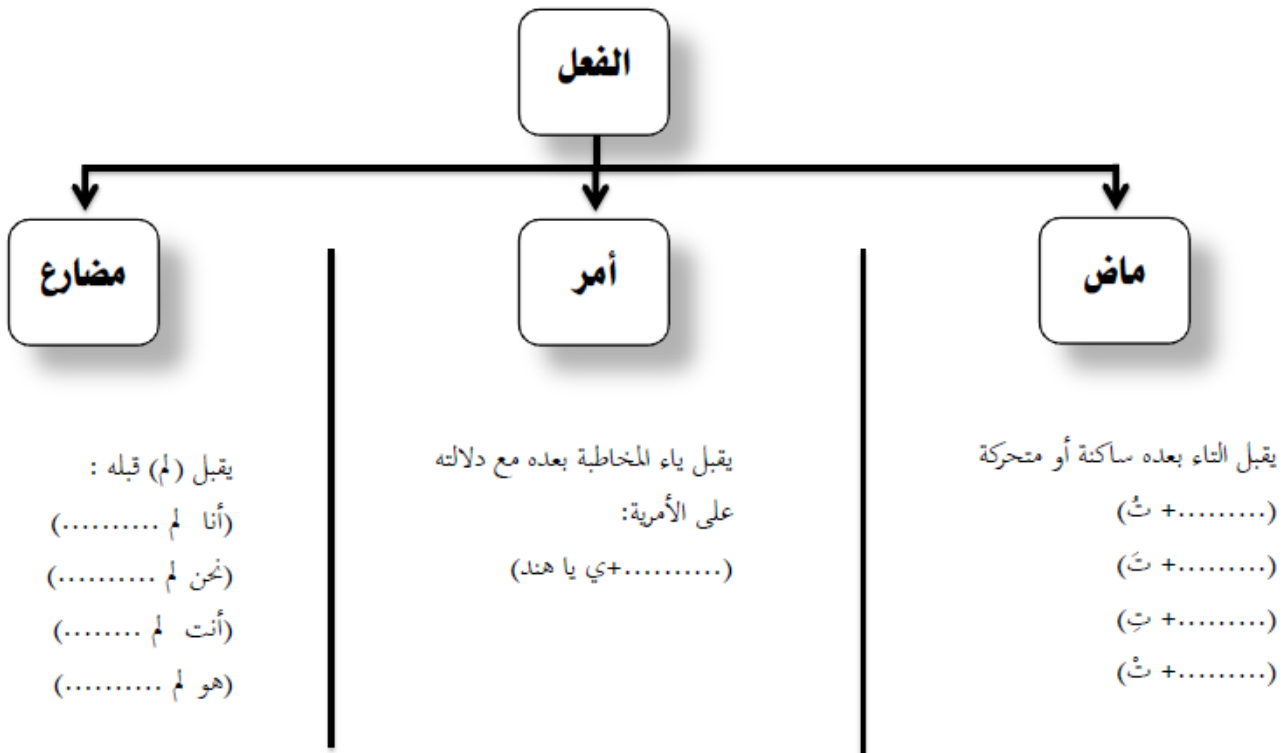 الفعل
ماض
أمر
مضارع
يقبل التاء بعده ساكنة أو متحركة
(.........+ تُ)
(.........+ تَ)
(.........+ تِ)
(.........+ تْ)
يقبل ياء المخاطبة بعده مع دلالته
على الأمرية:
(..........+ي يا هند)
يقبل (لم) قبله :
(أنا لم ..........)
(نحن لم ..........)
(أنت لم ........)
(هو لم ..........)